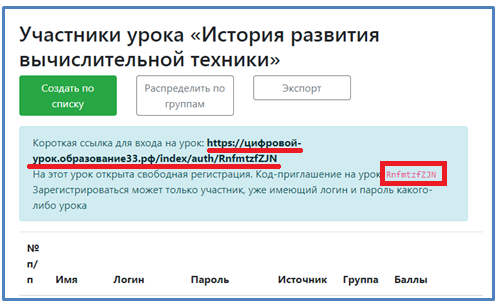 Участники урока «История развития
вычислительной техники»
Создать по
списку
Распределить по
группам
Экспорт
Короткая ссылка для входа на урок: https://цифровой-
урок.образование33.рф/index/auth/RnfmtzfZJN
На этот урок открыта свободная регистрация. Код-приглашение на урок RnfmtzfZJN
Зарегистрироваться может только участник, уже имеющий логин и пароль какого-
либо урока
№
п/
п Имя Логин Пароль Источник Группа Баллы